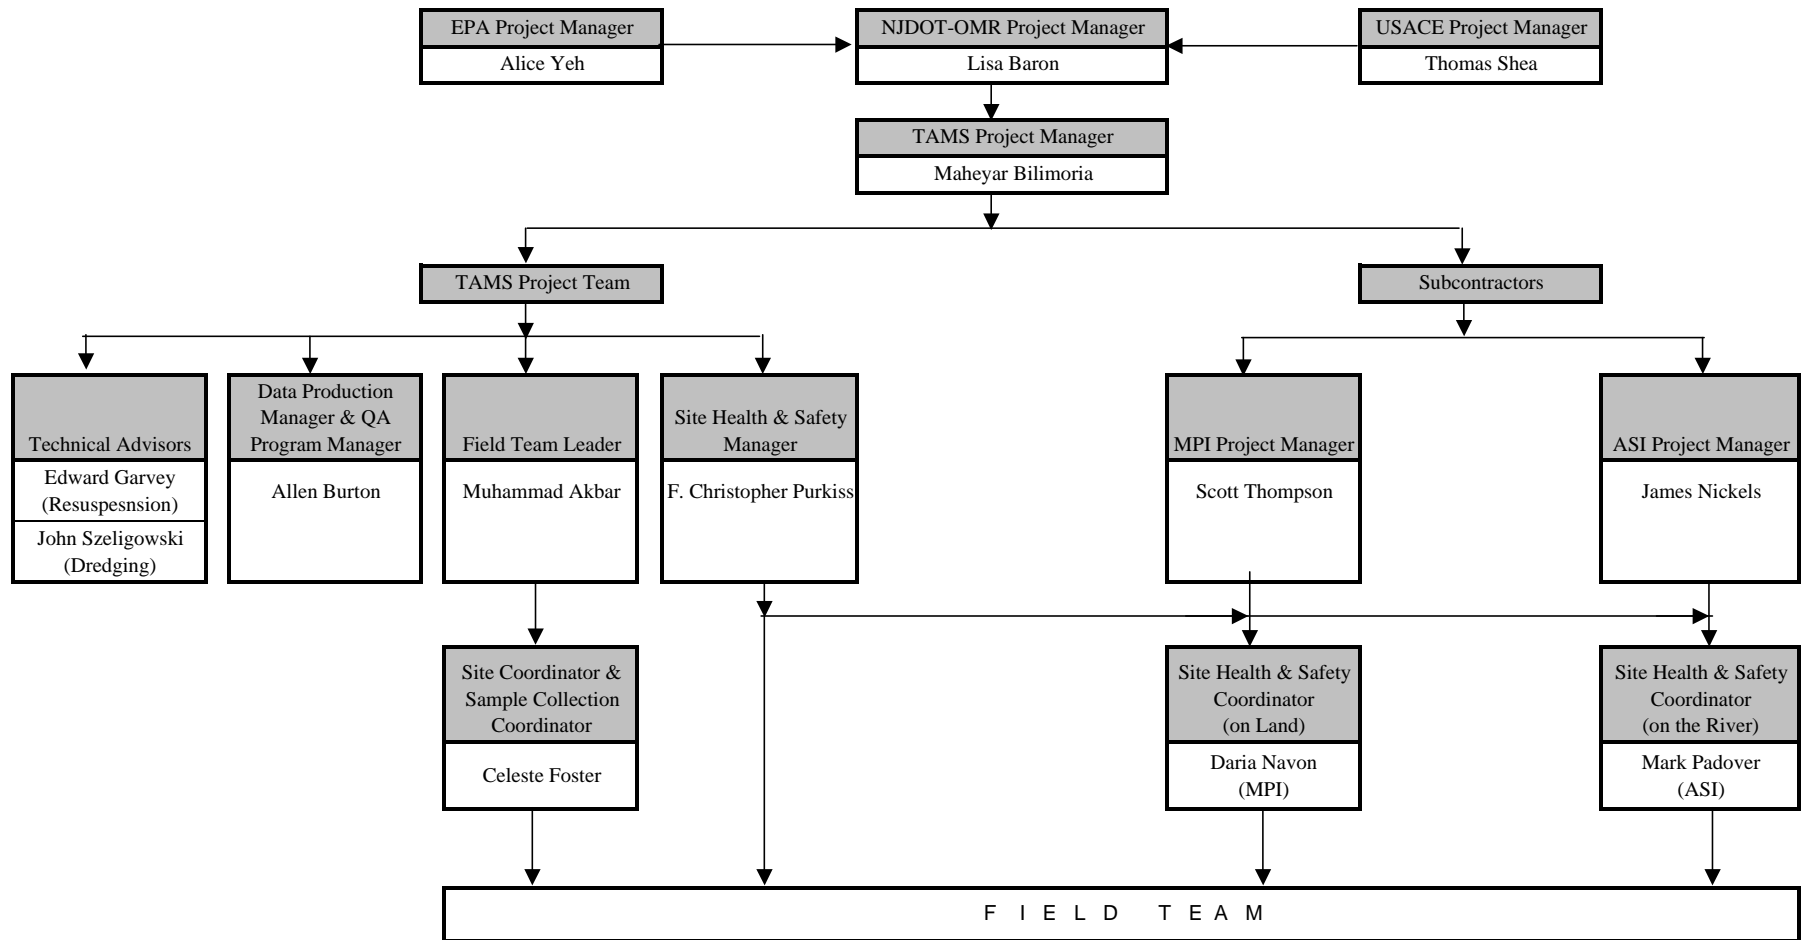 EPA Project Manager
Alice Yeh
NJDOT-OMR Project Manager
Lisa Baron
USACE Project Manager
Thomas Shea
TAMS Project Manager
Maheyar Bilimoria
TAMS Project Team
Subcontractors
Technical Advisors
Edward Garvey
(Resuspesnsion)
John Szeligowski
(Dredging)
Data Production
Manager & QA
Program Manager
Allen Burton
Field Team Leader
Muhammad Akbar
Site Health & Safety
Manager
F. Christopher Purkiss
MPI Project Manager
Scott Thompson
ASI Project Manager
James Nickels
Site Coordinator &
Sample Collection
Coordinator
Celeste Foster
Site Health & Safety
Coordinator
(on Land)
Daria Navon
(MPI)
Site Health & Safety
Coordinator
(on the River)
Mark Padover
(ASI)
F I E L D T E A M